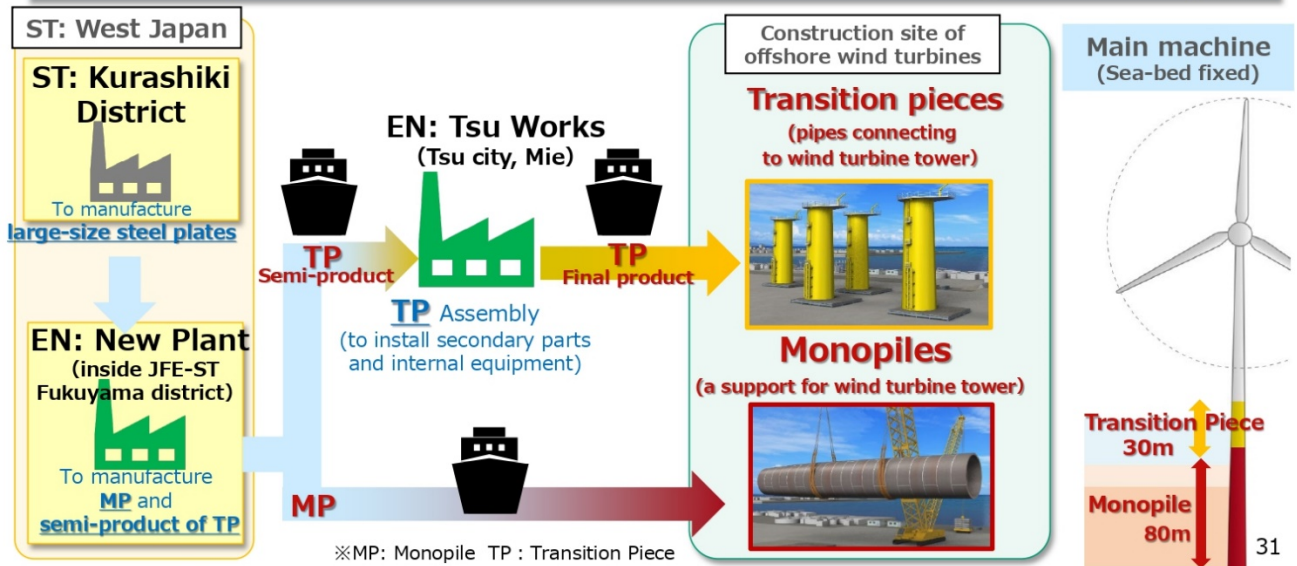 ST: West Japan
ST: Kurashiki
District
To manufacture
large-size steel plates
EN: New Plant
(inside JFE-ST
Fukuyama district)
To manufacture
MP and
semi-product of TP
EN: Tsu Works
(Tsu city, Mie)
TP
Semi-product
TP
Final product
TP Assembly
(to install secondary parts
and internal equipment)
MP
※MP: Monopile TP : Transition Piece
Construction site of
offshore wind turbines
Transition pieces
(pipes connecting
to wind turbine tower)
Monopiles
(a support for wind turbine tower)
Main machine
(Sea-bed fixed)
Transition Piece
30m
Monopile
80m
31